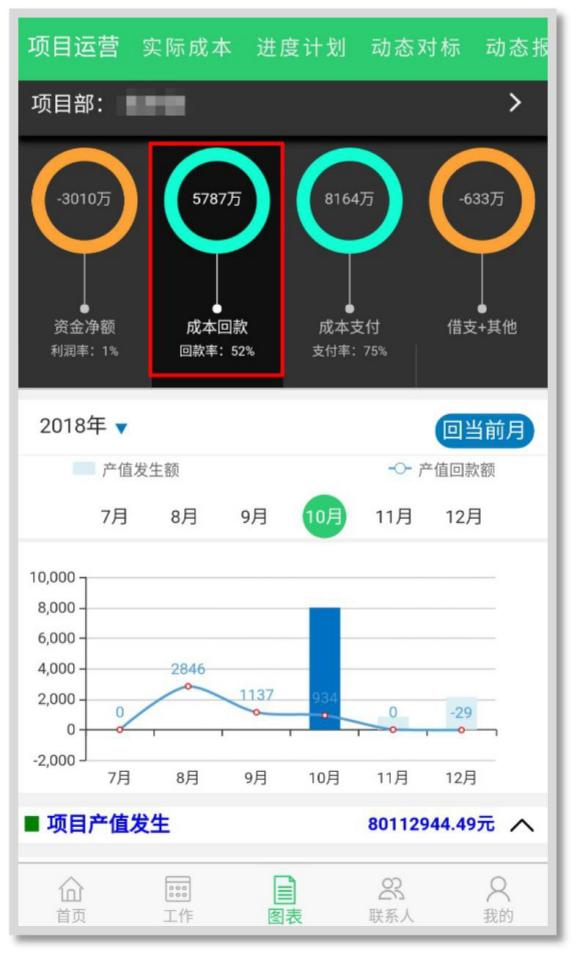 项目运营 实际成本 进度计划 动态对标 动态报
项目部：
-3010万 5787万 8164万 -633万
资金净额 成本回款 成本支付 借支+其他
利润率：1% 回款率：52% 支付率：75%
2018年 回当前月
产值发生额 产值回款额
7月 8月 9月 10月 11月 12月
10,000
8,000
6,000
4,000
2,000
0
-2,000
0 2846 1137 934 0 -29
7月 8月 9月 10月 11月 12月
项目产值发生 80112944.49元
首页 工作 图表 联系人 我的